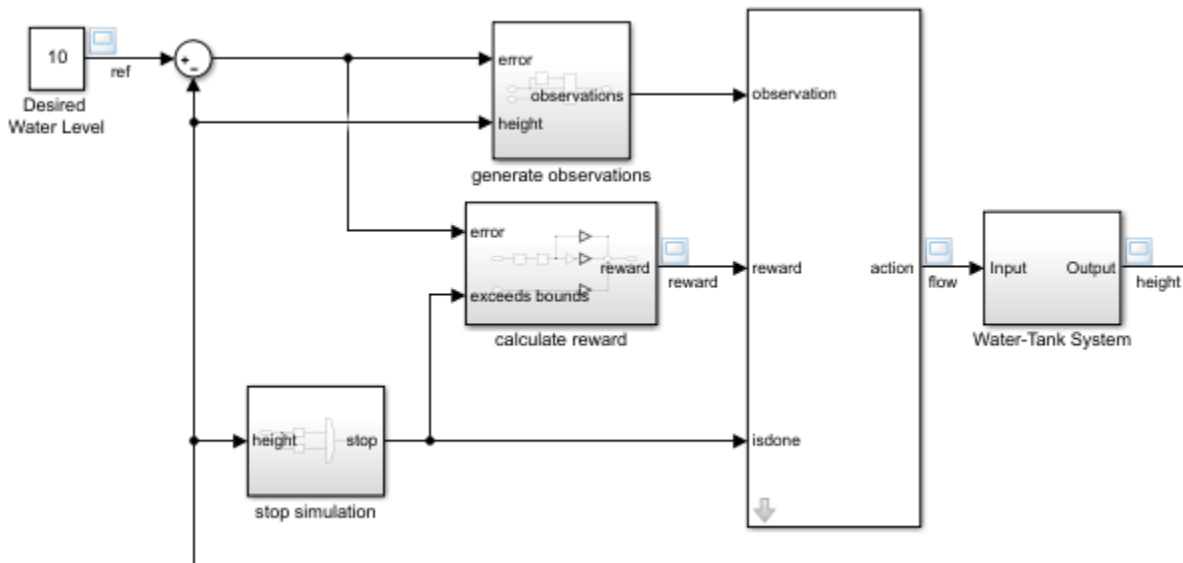 10
ref
Desired
Water Level
+
−
error
observations
height
generate observations
error
reward
exceeds bounds
calculate reward
reward
height
stop
stop simulation
observation
reward
action
isdone
flow
Input
Output
Water-Tank System
height